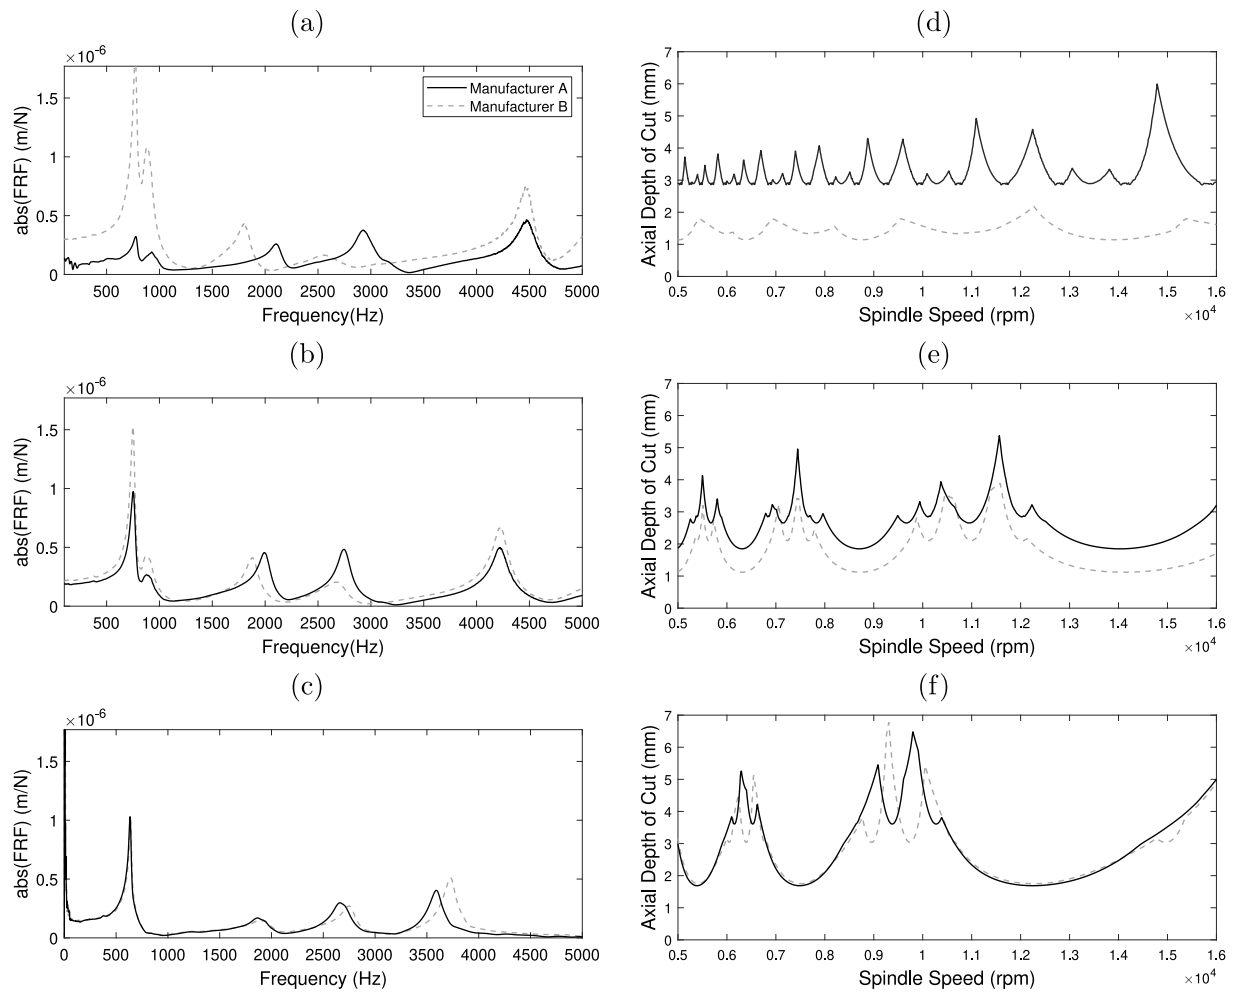 (a)
×10⁻⁶
abs(FRF) (m/N)
1.5
1
0.5
0
Manufacturer A
Manufacturer B
500 1000 1500 2000 2500 3000 3500 4000 4500 5000
Frequency(Hz)
(d)
Axial Depth of Cut (mm)
7
6
5
4
3
2
1
0
0.5 0.6 0.7 0.8 0.9 1 1.1 1.2 1.3 1.4 1.5 1.6
Spindle Speed (rpm)
×10⁴
(b)
×10⁻⁶
abs(FRF) (m/N)
1.5
1
0.5
0
500 1000 1500 2000 2500 3000 3500 4000 4500 5000
Frequency(Hz)
(e)
Axial Depth of Cut (mm)
7
6
5
4
3
2
1
0
0.5 0.6 0.7 0.8 0.9 1 1.1 1.2 1.3 1.4 1.5 1.6
Spindle Speed (rpm)
×10⁴
(c)
×10⁻⁶
abs(FRF) (m/N)
1.5
1
0.5
0
0 500 1000 1500 2000 2500 3000 3500 4000 4500 5000
Frequency (Hz)
(f)
Axial Depth of Cut (mm)
7
6
5
4
3
2
1
0
0.5 0.6 0.7 0.8 0.9 1 1.1 1.2 1.3 1.4 1.5 1.6
Spindle Speed (rpm)
×10⁴